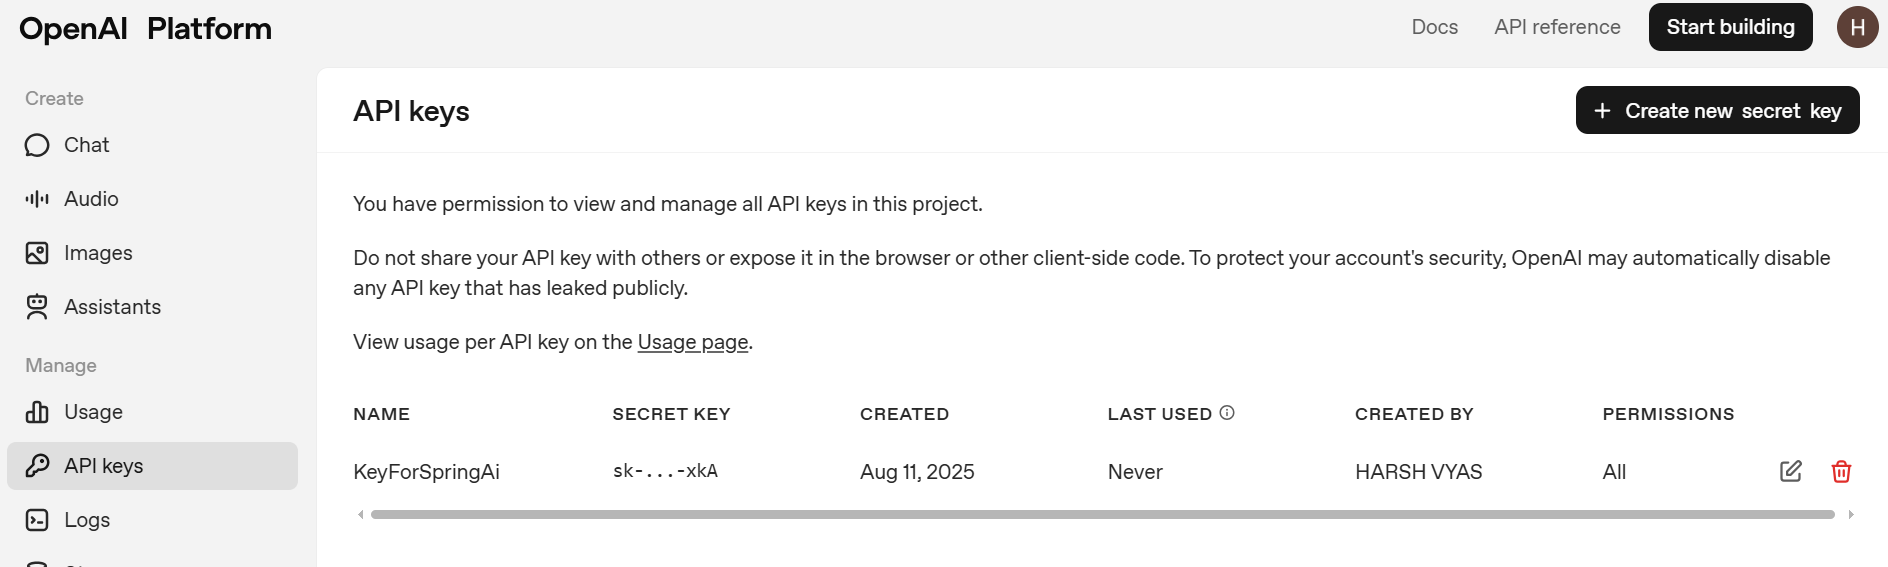 OpenAI Platform
Docs
API reference
Start building
H
Create
Chat
Audio
Images
Assistants
Manage
Usage
API keys
Logs
API keys
+ Create new secret key
You have permission to view and manage all API keys in this project.
Do not share your API key with others or expose it in the browser or other client-side code. To protect your account's security, OpenAI may automatically disable
any API key that has leaked publicly.
View usage per API key on the Usage page.
NAME SECRET KEY CREATED LAST USED CREATED BY PERMISSIONS
KeyForSpringAi sk-...-xkA Aug 11, 2025 Never HARSH VYAS All